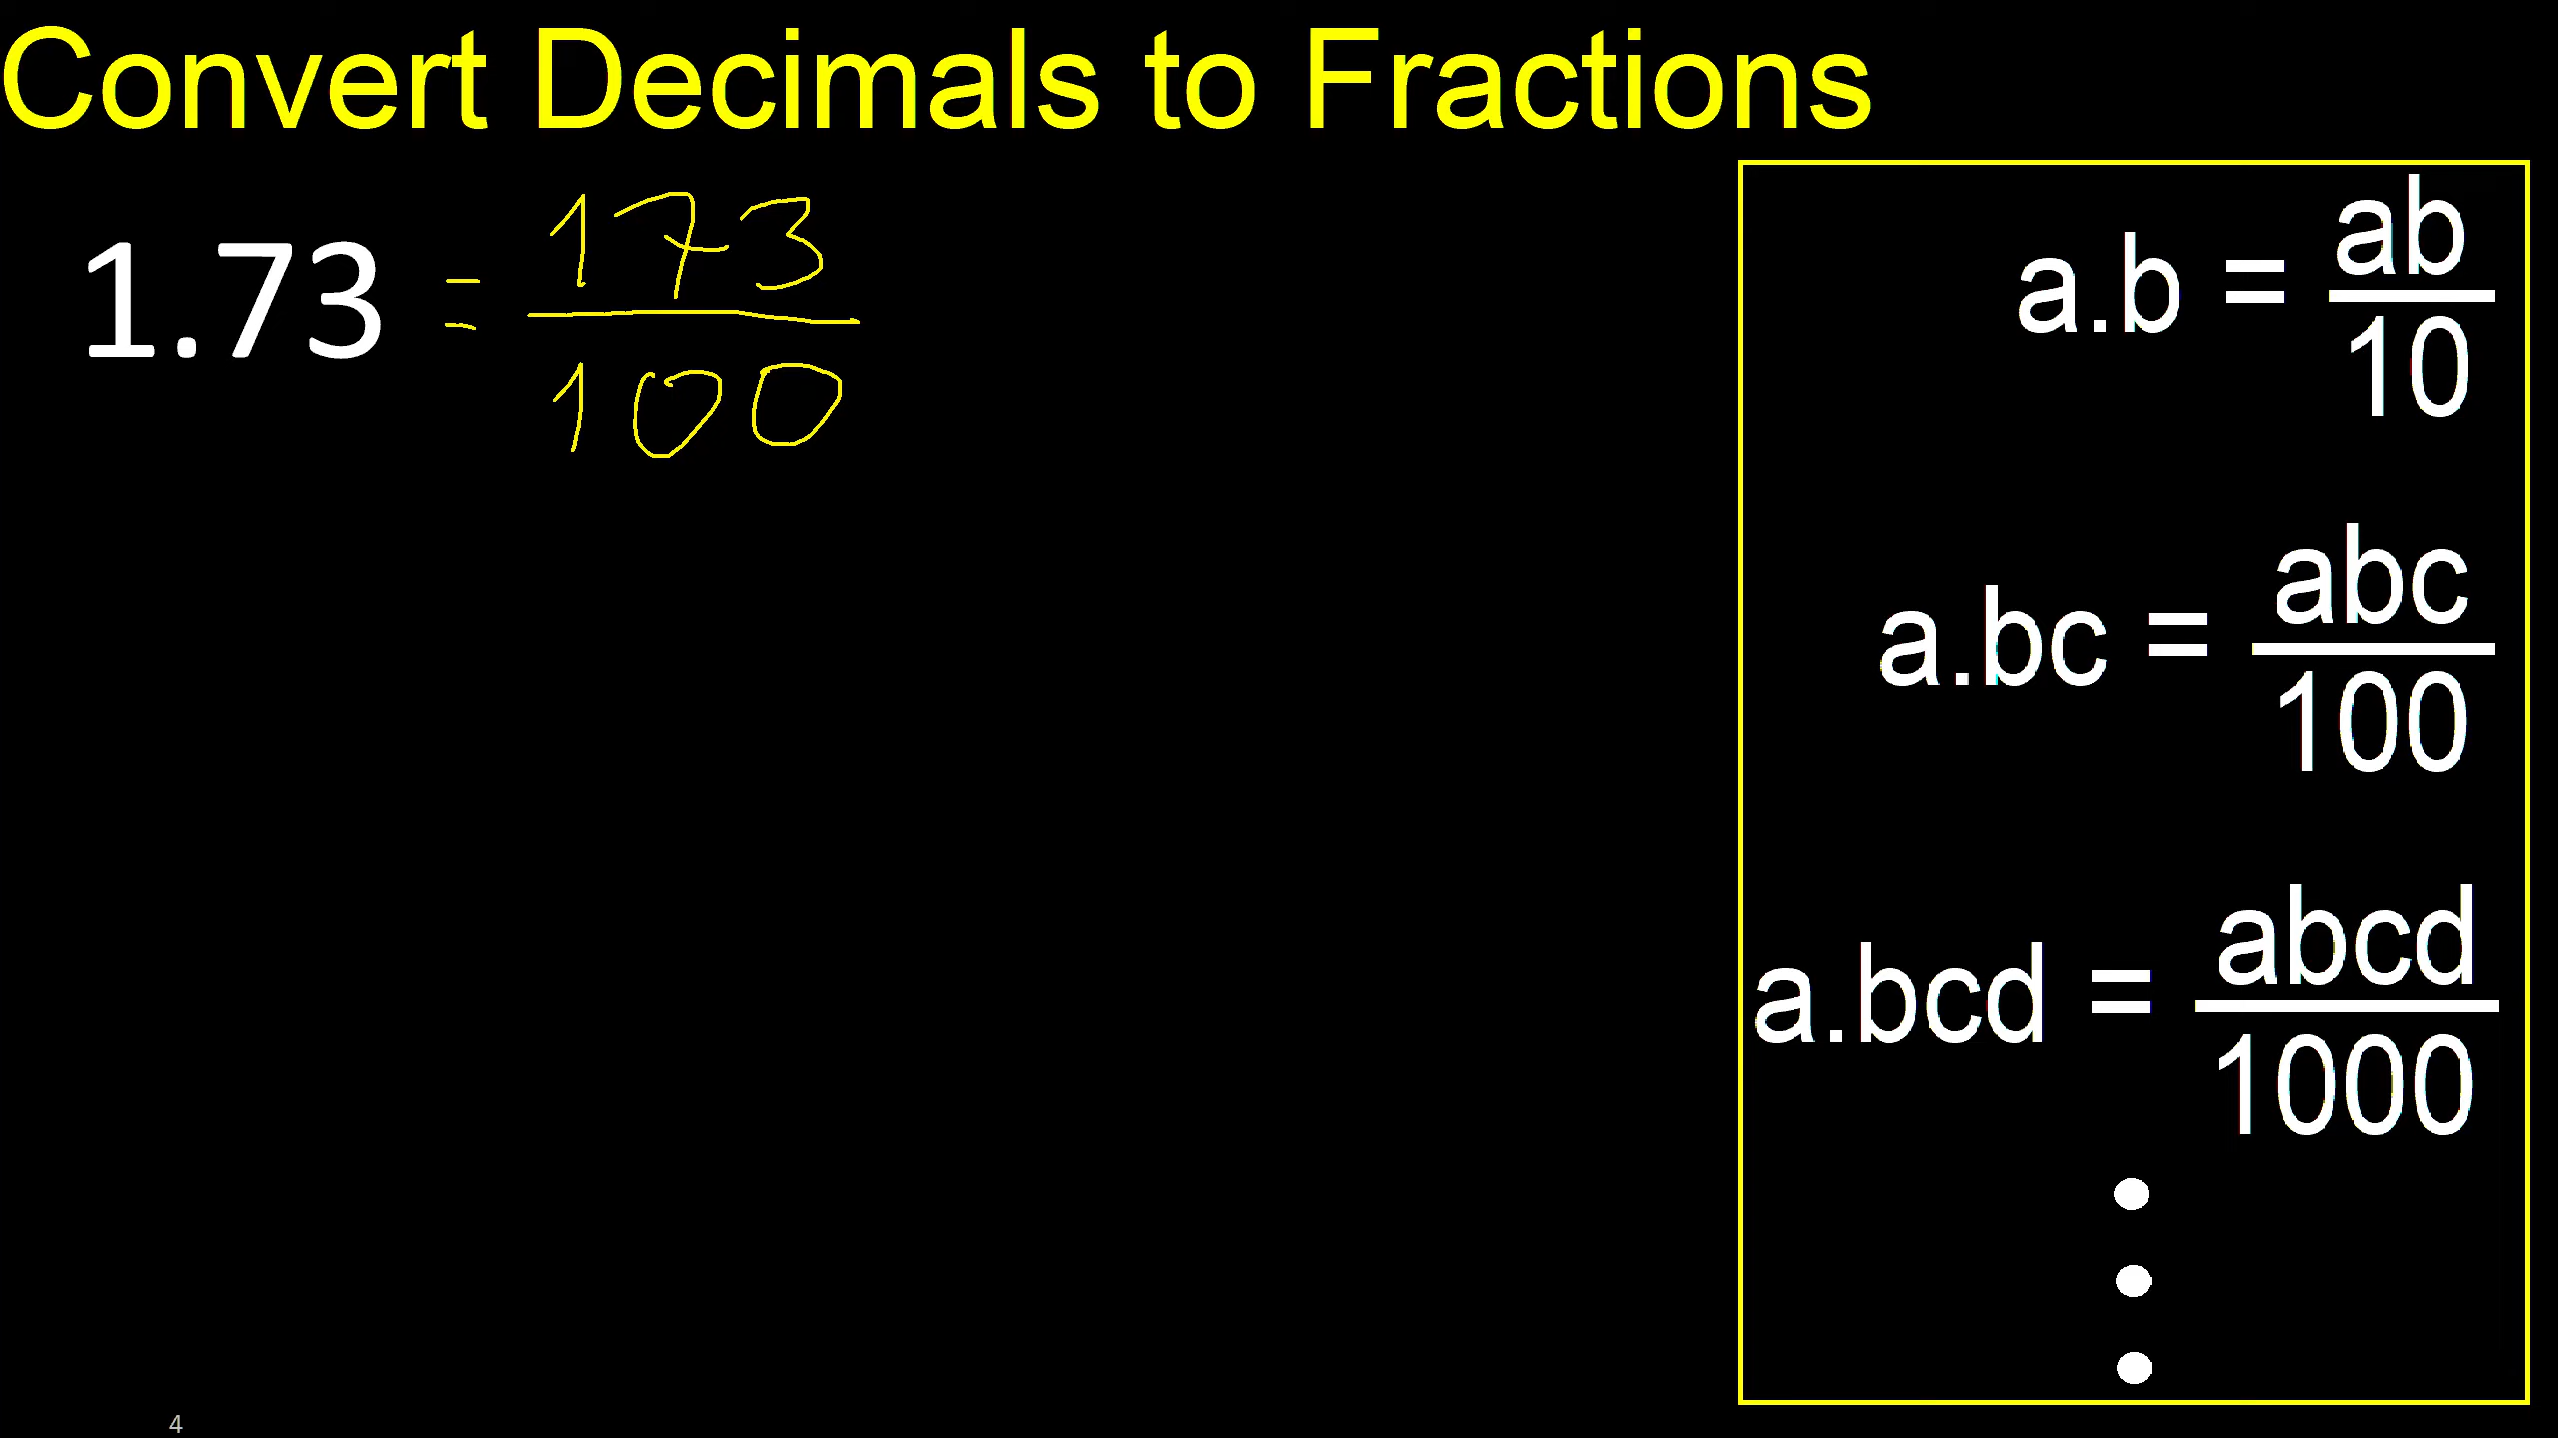 Convert Decimals to Fractions
1.73 = 173/100
a.b = ab/10
a.bc = abc/100
a.bcd = abcd/1000
4